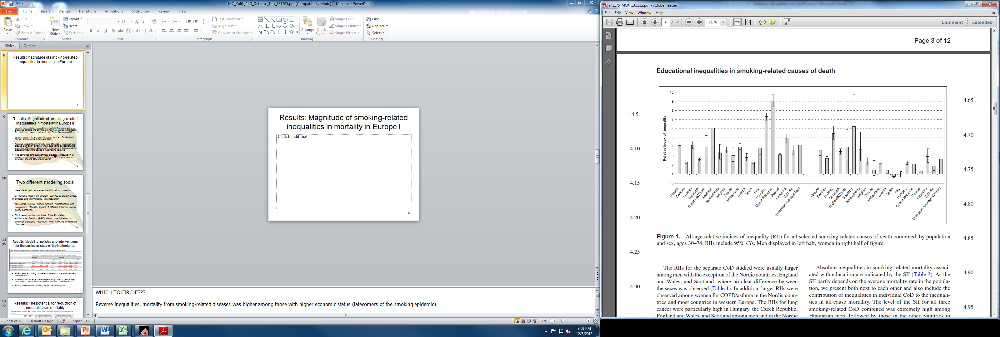 MC_Kulik_PhD_Defense_Talk_131205.ppt [Compatibility Mode] - Microsoft PowerPoint
File Home Insert Design Transitions Animations Slide Show Review View
Paste
Cut
Copy
Format Painter
Clipboard
New Slide
Layout
Reset
Section
Slides
18
Font
Paragraph
Text Direction
Align Text
Convert to SmartArt
Arrange
Quick Styles
Shape Fill
Shape Outline
Shape Effects
Drawing
Find
Replace
Select
Editing
Slides Outline
8
Results: Magnitude of smoking-related
inequalities in mortality in Europe I
9
Results: Magnitude of smoking-related
inequalities in mortality in Europe II
• Among men, relative inequalities in mortality from lung and aero-
digestive cancers and COPD combined were largest in the Czech
Republic and Hungary and smallest in Spain, Sweden and Denmark
• Among women, these inequalities were largest in Scotland and
Norway and smallest in Italy and Spain
• Relative inequalities in mortality were often larger in younger age-
groups, particularly among women, suggesting a possible further
widening of inequalities in mortality in the coming decades, as they
progress through the stages of the smoking epidemic
• The combined contribution of these diseases to inequality in all-
cause mortality varies between 13% and 32% among men, and
between -5% and 30% among women
10
Two different modeling tools
... were developed to answer the third study question
They combine data from different sources to project effects
of policies and interventions in a population
• DYNAMO-HIA tool: allows dynamic quantification and
comparison of health impact of different tobacco control
policy scenarios
• Tool based on the principles of the Population
Attributable Fraction (PAF): allows quantification of
potential inequality reductions when smoking prevalence
changes
11
Results: Modeling policies and interventions
for the particular case of the Netherlands
• Effect level and timing of different intervention scenarios can vary
considerably
• Interventions aimed at preventing smoking initiation need a long
time horizon to manifest themselves in terms of health effects
• Policy makers must be willing to plan for the long run
12
Results: The potential for reduction of
inequalities in mortality
Results: Magnitude of smoking-related
inequalities in mortality in Europe I
Click to add text
8
WHICH TO CIRCLE???
Reverse inequalities, mortality from smoking-related diseases was higher among those with higher economic status (latecomers of the smoking epidemic)
Slide 8 of 15 "Default Design" English (U.S.) 50%
3:59 PM
12/5/2013
ntt175_MCK_131112.pdf - Adobe Reader
File Edit View Window Help
4 / 12 131% Comment Extended
Page 3 of 12
Educational inequalities in smoking-related causes of death
Relative Index of Inequality
10
9
8
7
6
5
4
3
2
1
0
Finland
Sweden
Norway
Denmark
England&Wales
Scotland
Netherlands
Belgium
France
Switzerland
Austria
Spain
Italy
Hungary
Czech Republic
Poland
Lithuania
Estonia
European Average Men
Finland
Sweden
Norway
Denmark
England&Wales
Scotland
Netherlands
Belgium
France
Switzerland
Austria
Spain
Italy
Hungary
Czech Republic
Poland
Lithuania
Estonia
European Average Women
Figure 1. All-age relative indices of inequality (RII) for all selected smoking-related causes of death combined, by population
and sex, ages 30–74. RIIs include 95% CIs. Men displayed in left half, women in right half of figure.
The RIIs for the separate CoD studied were usually larger
among men with the exception of the Nordic countries, England
and Wales, and Scotland, where no clear difference between
the sexes was observed (Table 1). In addition, larger RIIs were
observed among women for COPD/asthma in the Nordic coun-
tries and most countries in western Europe. The RIIs for lung
cancer were particularly high in Hungary, the Czech Republic,
England and Wales, and Scotland among men and in the Nordic
Absolute inequalities in smoking-related mortality associ-
ated with education are indicated by the SII (Table 3). As the
SII partly depends on the average mortality rate in the popula-
tion, we present both next to each other and also include the
contribution of inequalities in individual CoD to the inequali-
ties in all-cause mortality. The level of the SII for all three
smoking-related CoD combined was extremely high among
Hungarian men, followed by those in the other countries in
4.5
4.10
4.15
4.20
4.25
4.30
4.65
4.70
4.75
4.80
4.85
4.90
4.95